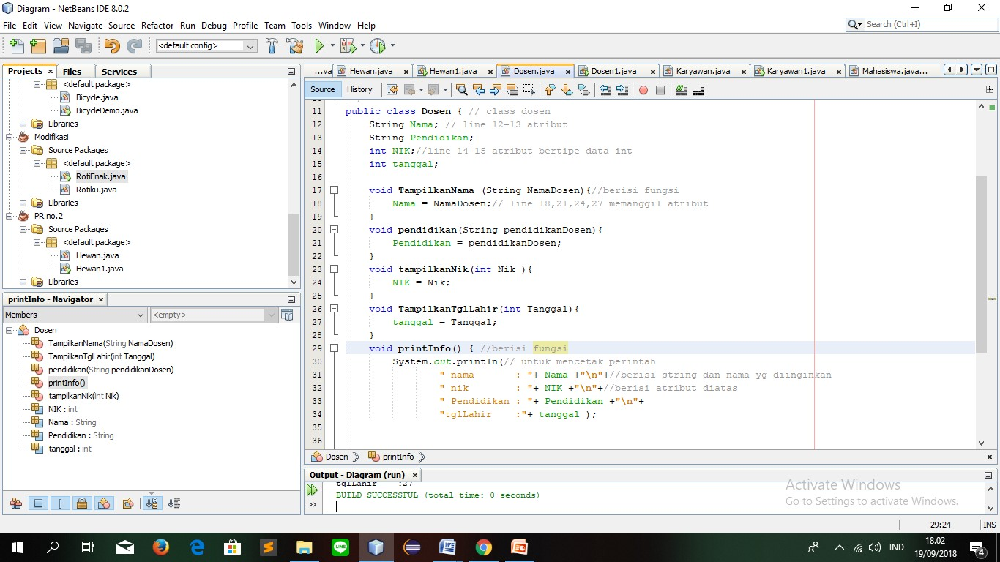 Diagram - NetBeans IDE 8.0.2
File Edit View Navigate Source Refactor Run Debug Profile Team Tools Window Help
Search (Ctrl+I)
<default config>
Projects x Files Services
<default package>
Bicycle.java
BicycleDemo.java
Libraries
Modifikasi
Source Packages
<default package>
RotiEnak.java
Rotiku.java
Libraries
PR no.2
Source Packages
<default package>
Hewan.java
Hewan1.java
Libraries
printInfo - Navigator x
Members
<empty>
Dosen
TampilkanNama(String NamaDosen)
TampilkanTglLahir(int Tanggal)
pendidikan(String pendidikanDosen)
printInfo()
tampilkanNik(int Nik)
NIK : int
Nama : String
Pendidikan : String
tanggal : int
...va Hewan.java x Hewan1.java x Dosen.java x Dosen1.java x Karyawan.java x Karyawan1.java x Mahasiswa.java...
Source History
11 public class Dosen { // class dosen
12 String Nama; // line 12-13 atribut
13 String Pendidikan;
14 int NIK;//line 14-15 atribut bertipe data int
15 int tanggal;
16
17 void TampilkanNama (String NamaDosen){//berisi fungsi
18 Nama = NamaDosen;// line 18,21,24,27 memanggil atribut
19 }
20 void pendidikan(String pendidikanDosen){
21 Pendidikan = pendidikanDosen;
22 }
23 void tampilkanNik(int Nik ){
24 NIK = Nik;
25 }
26 void TampilkanTglLahir(int Tanggal){
27 tanggal = Tanggal;
28 }
29 void printInfo() { //berisi fungsi
30 System.out.println(// untuk mencetak perintah
31 " nama : "+ Nama +"\n"+//berisi string dan nama yg diinginkan
32 " nik : "+ NIK +"\n"+//berisi atribut diatas
33 " Pendidikan : "+ Pendidikan +"\n"+
34 "tglLahir :"+ tanggal );
35
36
Dosen printInfo
Output - Diagram (run) x
tglLahir :27
BUILD SUCCESSFUL (total time: 0 seconds)
Activate Windows
Go to Settings to activate Windows.
29:24 INS
IND
18.02
19/09/2018
4